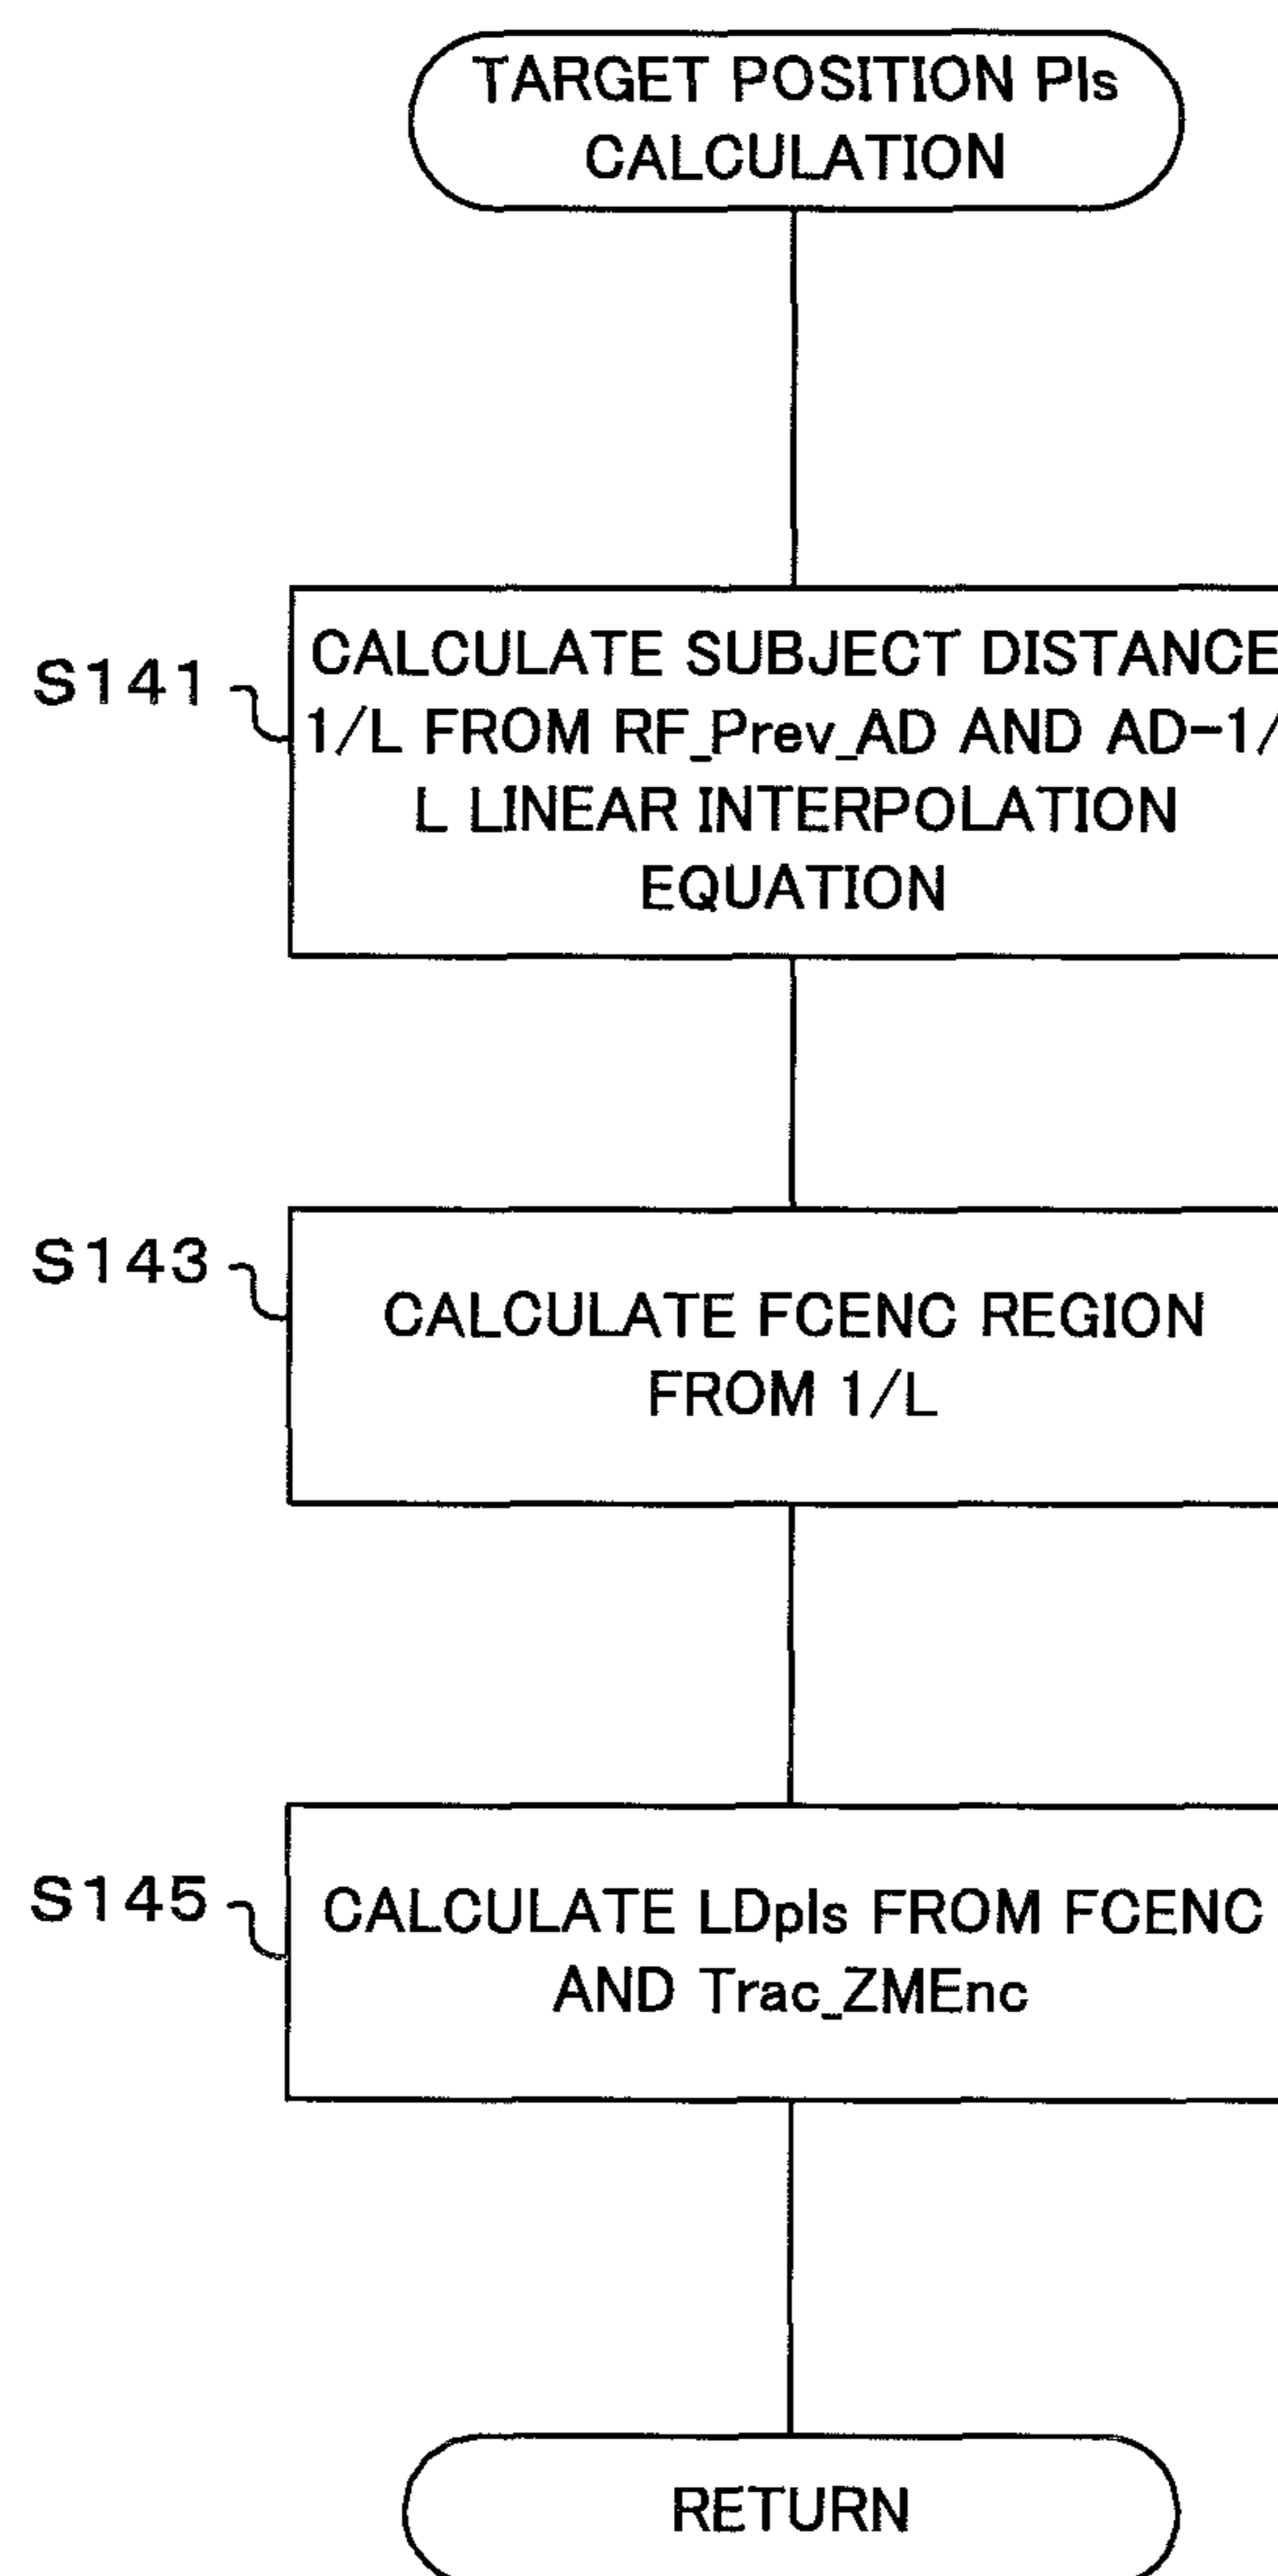 TARGET POSITION Pls
CALCULATION
S141
CALCULATE SUBJECT DISTANCE
1/L FROM RF_Prev_AD AND AD-1/
L LINEAR INTERPOLATION
EQUATION
S143
CALCULATE FCENC REGION
FROM 1/L
S145
CALCULATE LDpls FROM FCENC
AND Trac_ZMEnc
RETURN